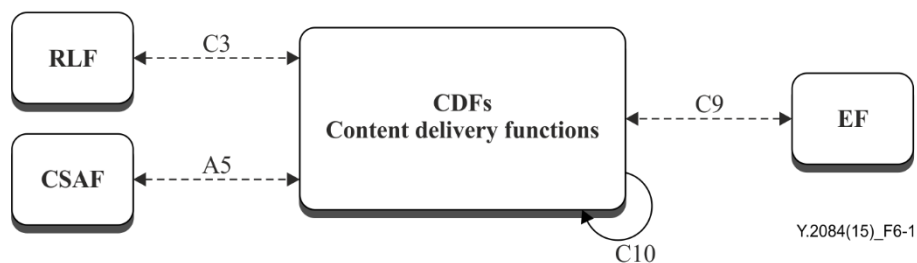 RLF
C3
CDFs
Content delivery functions
C9
EF
CSAF
A5
C10
Y.2084(15)_F6-1